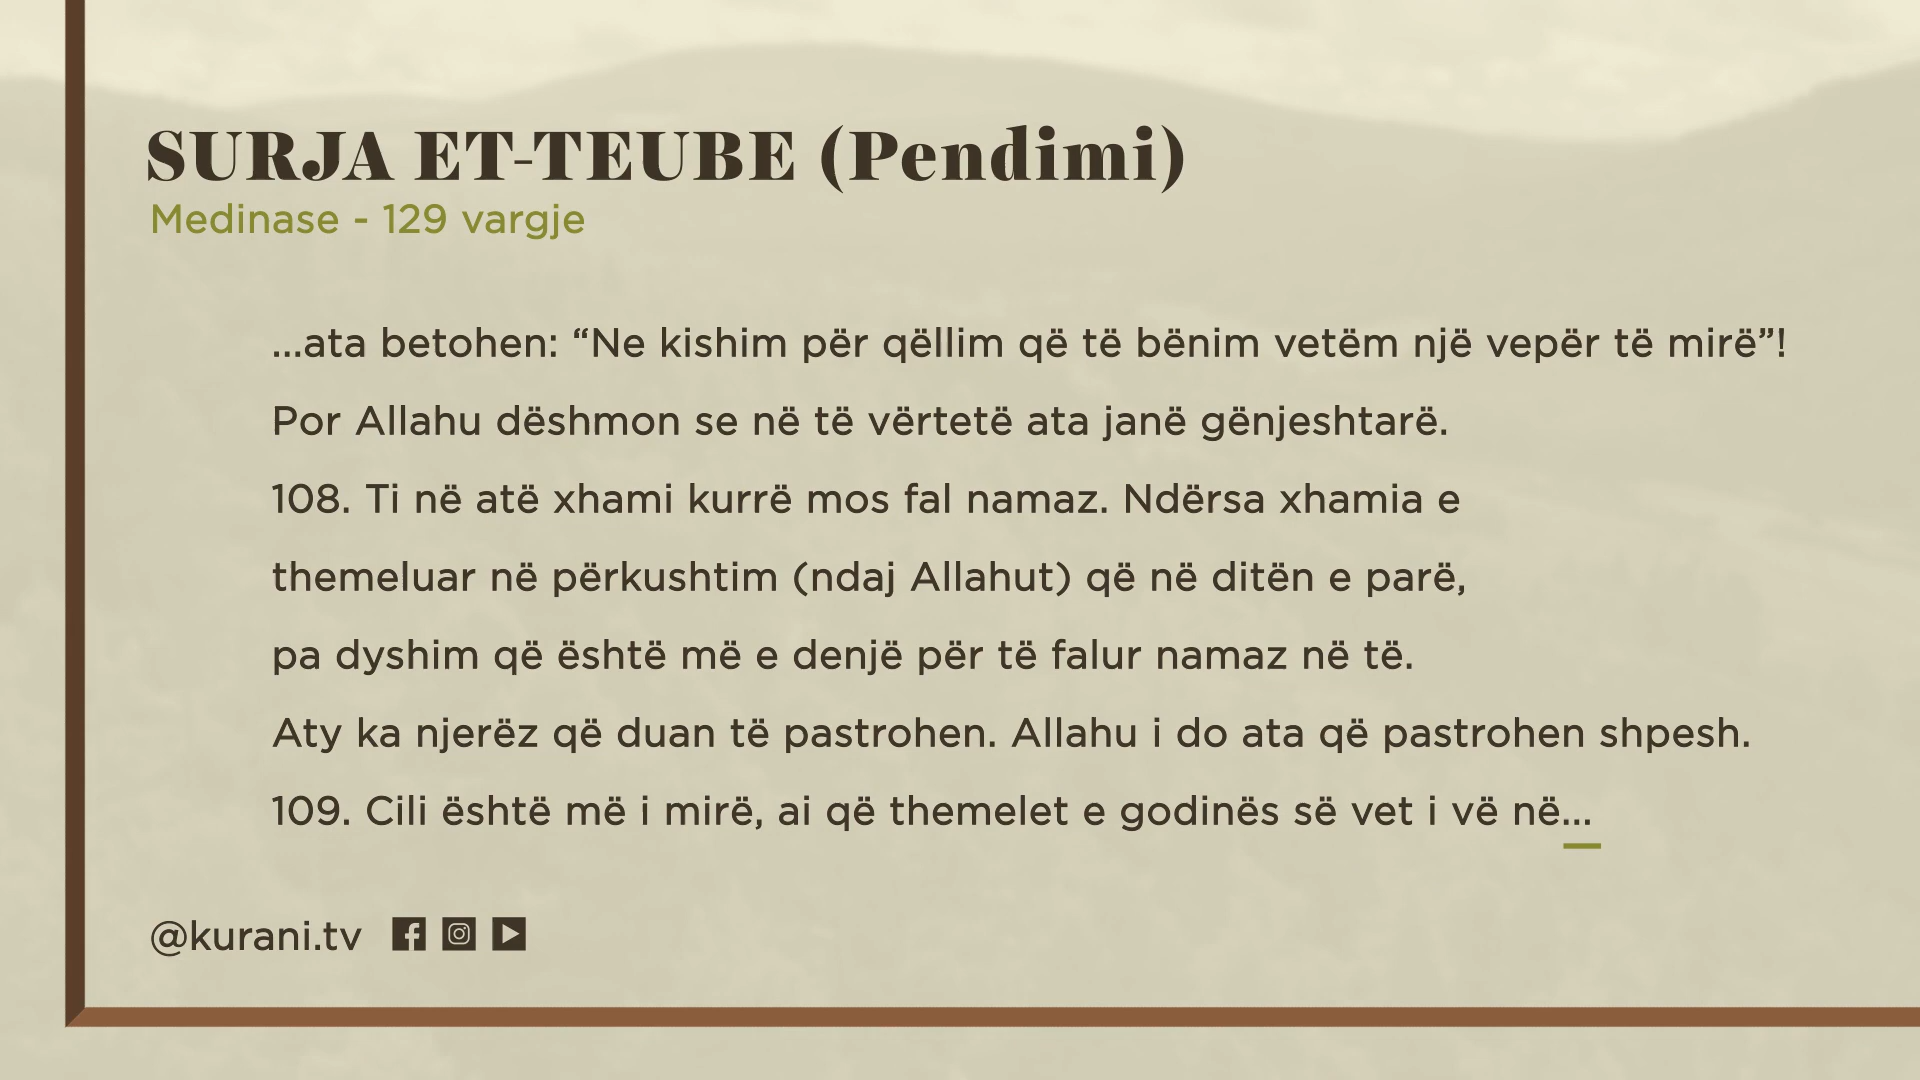 SURJA ET-TEUBE (Pendimi)
Medinase - 129 vargje
...ata betohen: “Ne kishim për qëllim që të bënim vetëm një vepër të mirë”!
Por Allahu dëshmon se në të vërtetë ata janë gënjeshtarë.
108. Ti në atë xhami kurrë mos fal namaz. Ndërsa xhamia e
themeluar në përkushtim (ndaj Allahut) që në ditën e parë,
pa dyshim që është më e denjë për të falur namaz në të.
Aty ka njerëz që duan të pastrohen. Allahu i do ata që pastrohen shpesh.
109. Cili është më i mirë, ai që themelet e godinës së vet i vë në...
@kurani.tv